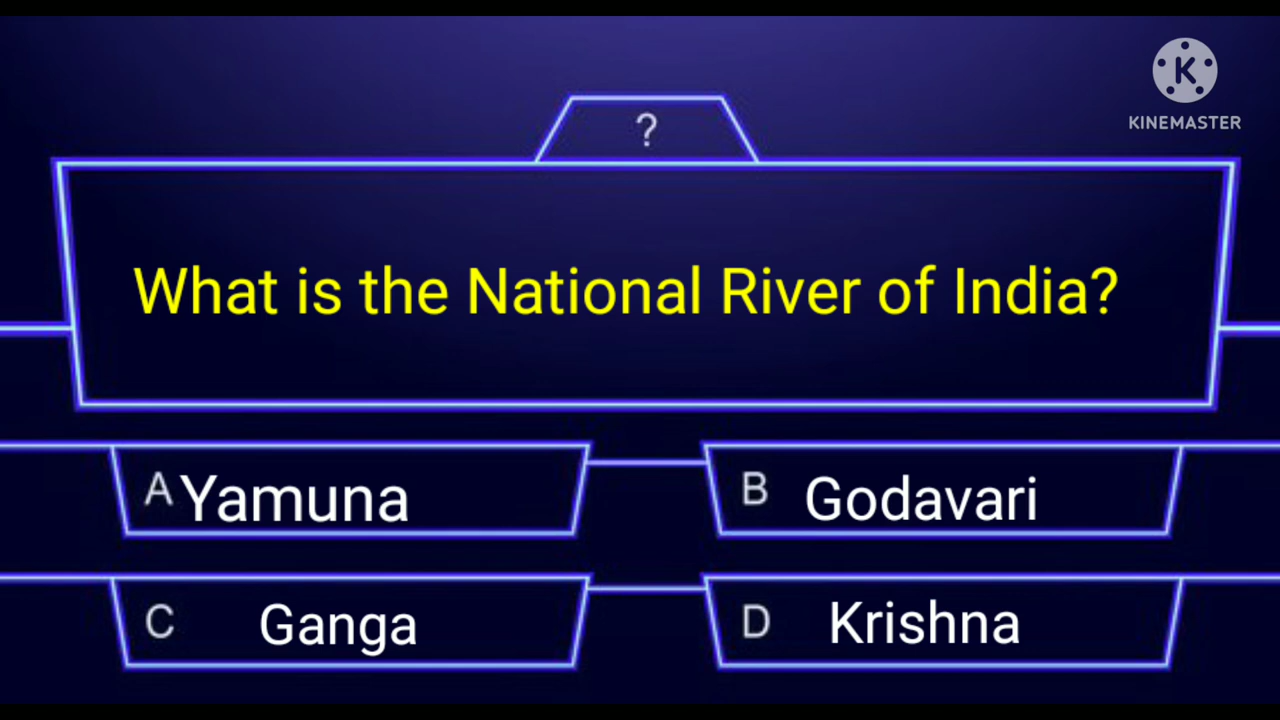 K
KINEMASTER
?
What is the National River of India?
A Yamuna
B Godavari
C Ganga
D Krishna